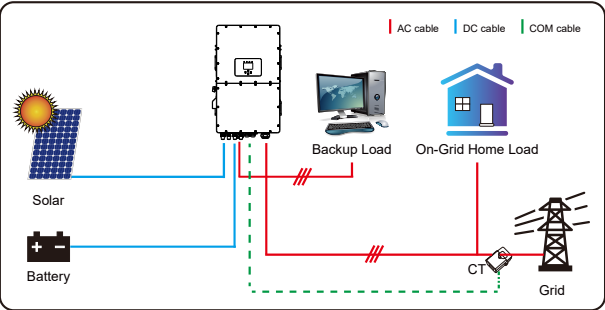 AC cable
DC cable
COM cable
Backup Load
On-Grid Home Load
Solar
Battery
CT
Grid